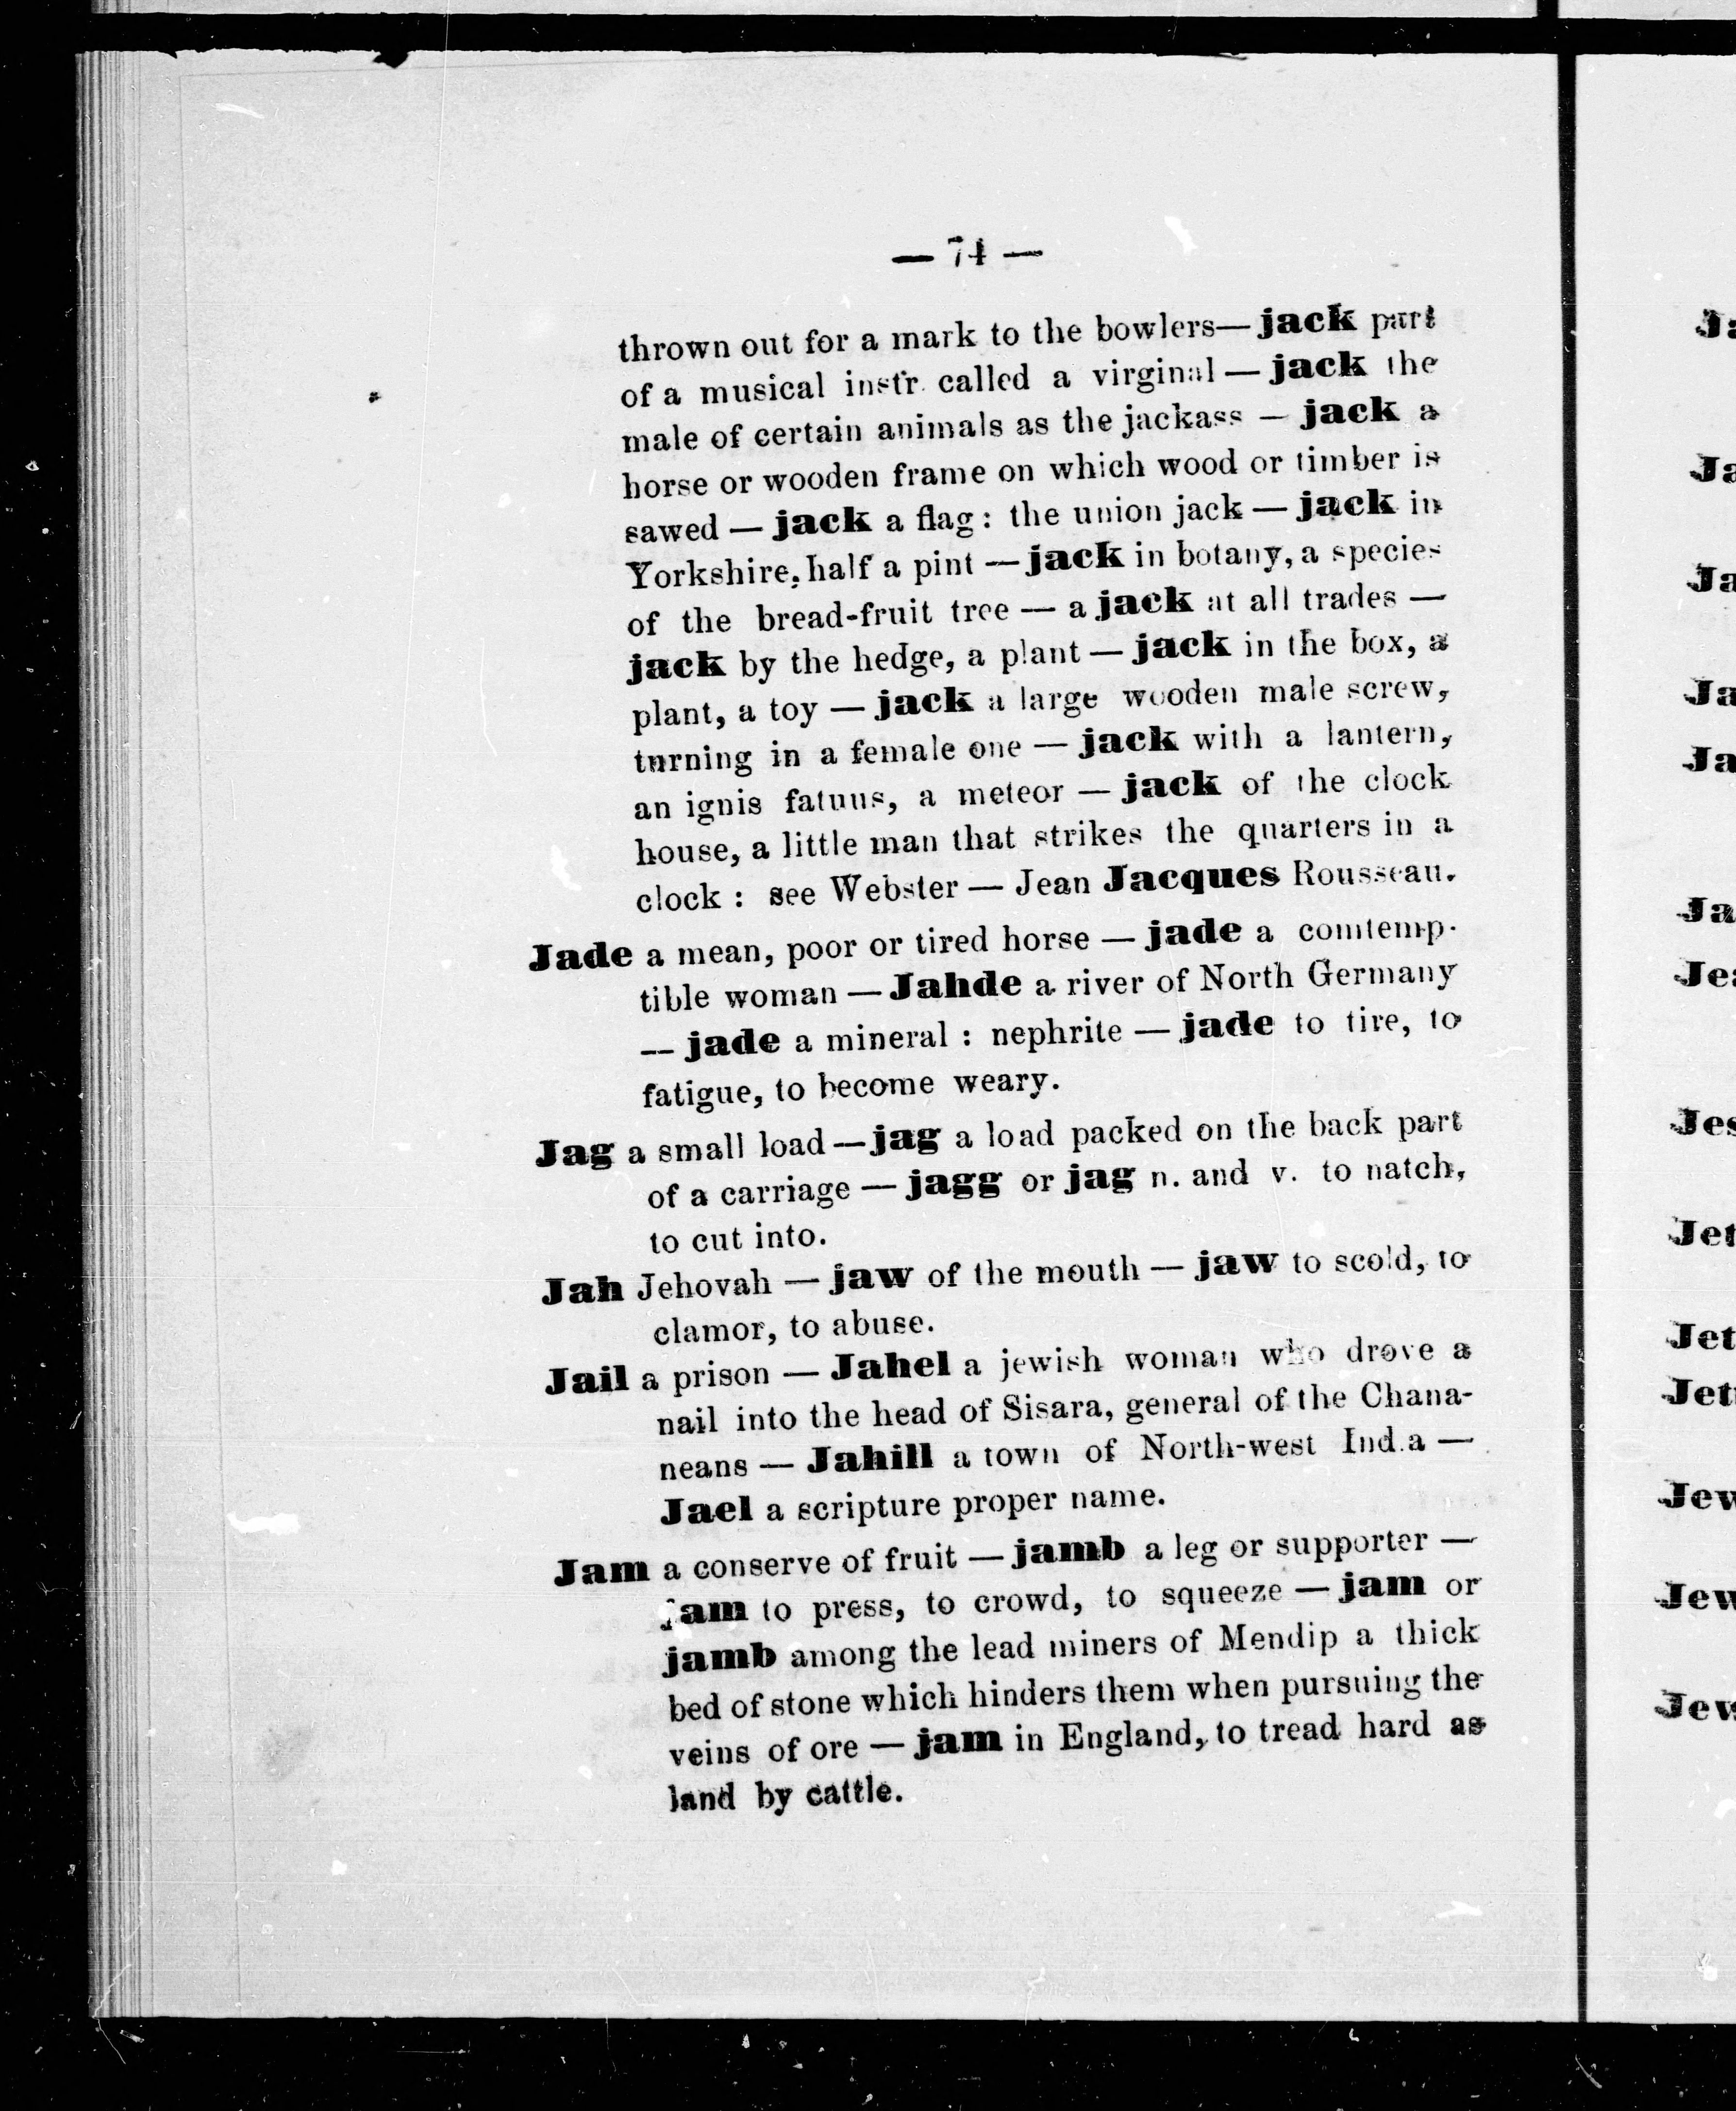 — 74 —
thrown out for a mark to the bowlers— jack part
of a musical instr. called a virginal — jack the
male of certain animals as the jackass — jack a
horse or wooden frame on which wood or timber is
sawed — jack a flag : the union jack — jack in
Yorkshire, half a pint — jack in botany, a species
of the bread-fruit tree — a jack at all trades —
jack by the hedge, a plant — jack in the box, a
plant, a toy — jack a large wooden male screw,
turning in a female one — jack with a lantern,
an ignis fatuus, a meteor — jack of the clock
house, a little man that strikes the quarters in a
clock : see Webster — Jean Jacques Rousseau.
Jade a mean, poor or tired horse — jade a comtemp-
tible woman — Jahde a river of North Germany
— jade a mineral : nephrite — jade to tire, to
fatigue, to become weary.
Jag a small load — jag a load packed on the back part
of a carriage — jagg or jag n. and v. to natch,
to cut into.
Jah Jehovah — jaw of the mouth — jaw to scold, to
clamor, to abuse.
Jail a prison — Jahel a jewish woman who drove a
nail into the head of Sisara, general of the Chana-
neans — Jahill a town of North-west India —
Jael a scripture proper name.
Jam a conserve of fruit — jamb a leg or supporter —
jam to press, to crowd, to squeeze — jam or
jamb among the lead miners of Mendip a thick
bed of stone which hinders them when pursuing the
veins of ore — jam in England, to tread hard as
land by cattle.